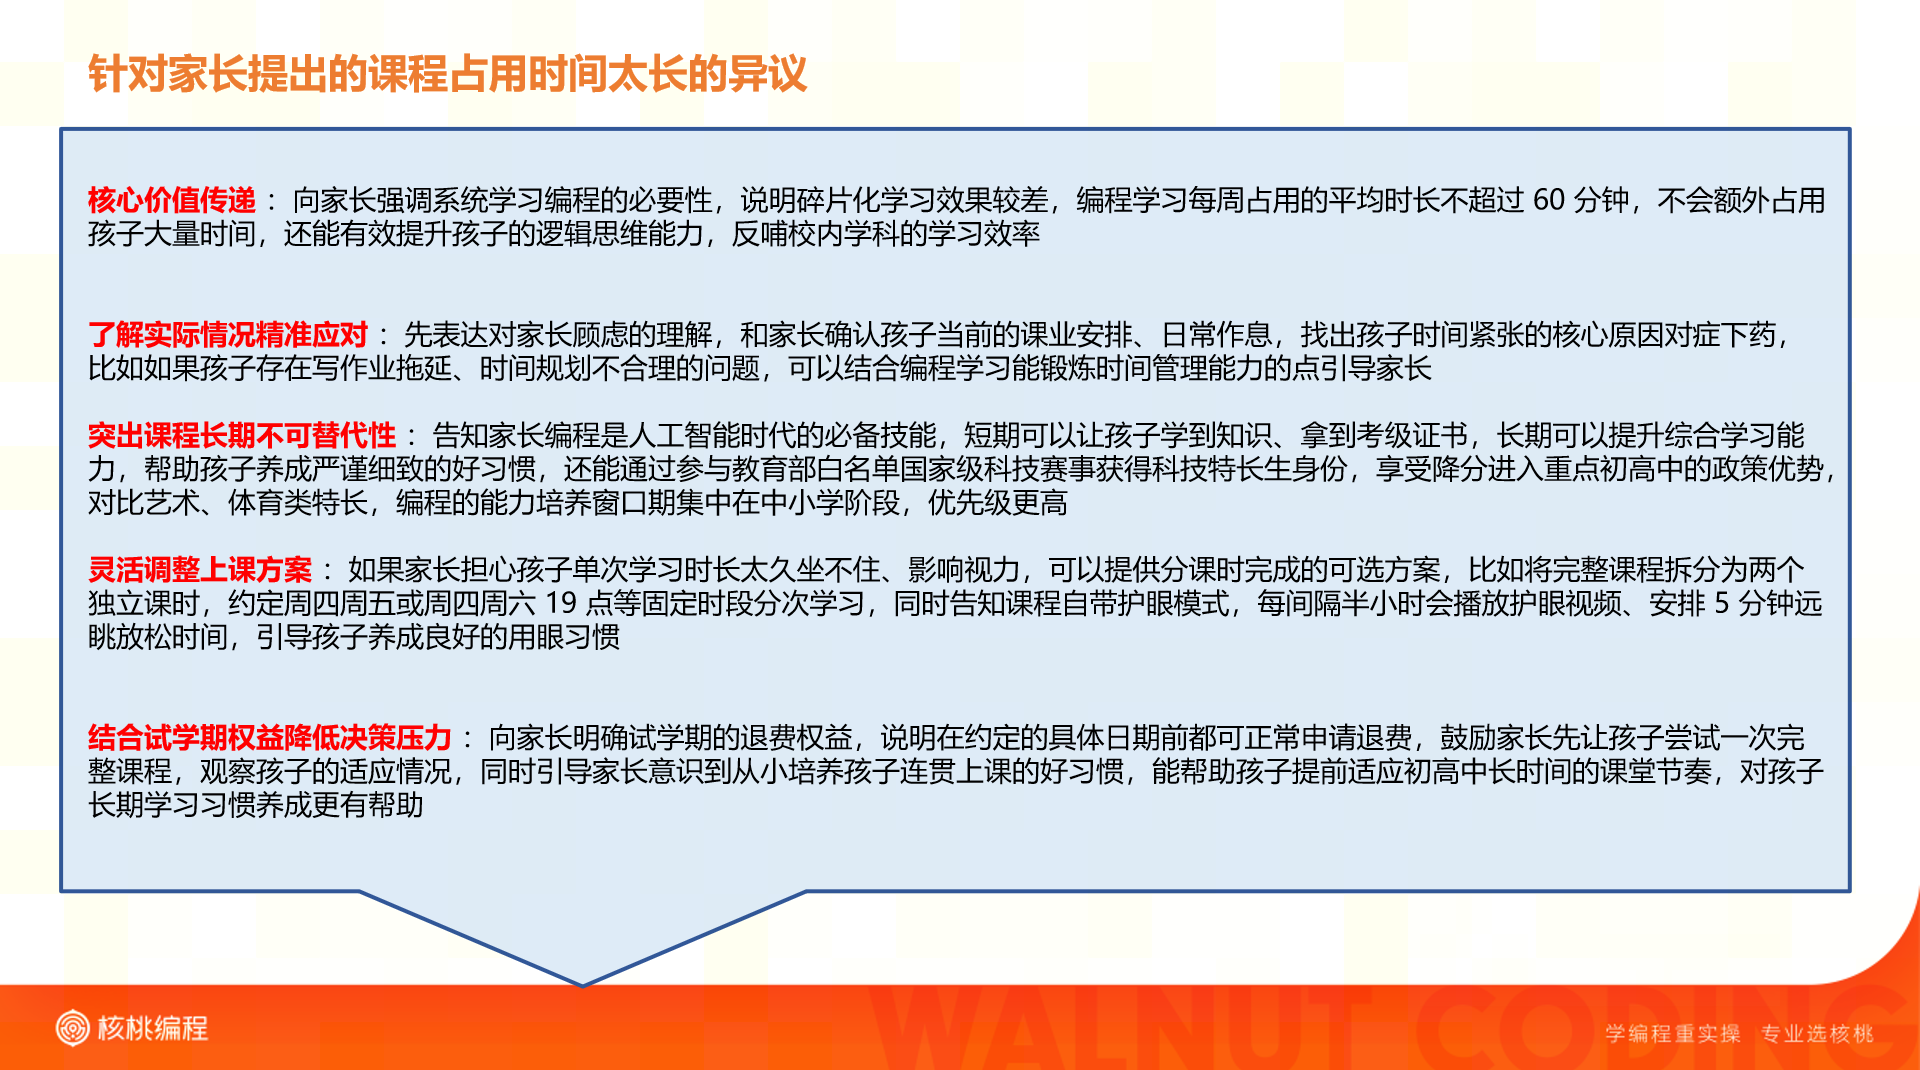 针对家长提出的课程占用时间太长的异议
核心价值传递 ：向家长强调系统学习编程的必要性，说明碎片化学习效果较差，编程学习每周占用的平均时长不超过 60 分钟，不会额外占用
孩子大量时间，还能有效提升孩子的逻辑思维能力，反哺校内学科的学习效率
了解实际情况精准应对 ：先表达对家长顾虑的理解，和家长确认孩子当前的课业安排、日常作息，找出孩子时间紧张的核心原因对症下药，
比如如果孩子存在写作业拖延、时间规划不合理的问题，可以结合编程学习能锻炼时间管理能力的点引导家长
突出课程长期不可替代性 ：告知家长编程是人工智能时代的必备技能，短期可以让孩子学到知识、拿到考级证书，长期可以提升综合学习能
力，帮助孩子养成严谨细致的好习惯，还能通过参与教育部白名单国家级科技赛事获得科技特长生身份，享受降分进入重点初高中的政策优势，
对比艺术、体育类特长，编程的能力培养窗口期集中在中小学阶段，优先级更高
灵活调整上课方案 ：如果家长担心孩子单次学习时长太久坐不住、影响视力，可以提供分课时完成的可选方案，比如将完整课程拆分为两个
独立课时，约定周四周五或周四周六 19 点等固定时段分次学习，同时告知课程自带护眼模式，每间隔半小时会播放护眼视频、安排 5 分钟远
眺放松时间，引导孩子养成良好的用眼习惯
结合试学期权益降低决策压力 ：向家长明确试学期的退费权益，说明在约定的具体日期前都可正常申请退费，鼓励家长先让孩子尝试一次完
整课程，观察孩子的适应情况，同时引导家长意识到从小培养孩子连贯上课的好习惯，能帮助孩子提前适应初高中长时间的课堂节奏，对孩子
长期学习习惯养成更有帮助
WALNUT CODING
核桃编程
学编程重实操 专业选核桃